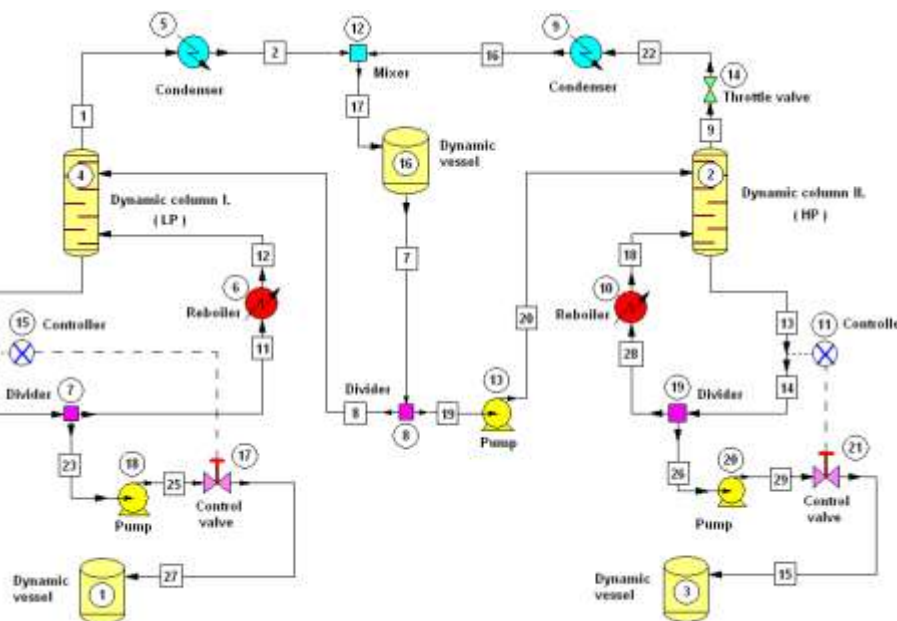 5
12
9
2
16
22
14
Condenser
Mixer
Condenser
Throttle valve
1
17
9
4
16
Dynamic
vessel
2
Dynamic column I.
( LP )
Dynamic column II.
( HP )
12
7
18
6
10
20
15
Controller
Reboiler
Reboiler
13
11
Controller
11
28
14
Divider
7
Divider
13
19
Divider
8
19
8
Pump
23
18
25
17
26
20
29
21
Pump
Control
valve
Pump
Control
valve
Dynamic
vessel
1
27
Dynamic
vessel
3
15